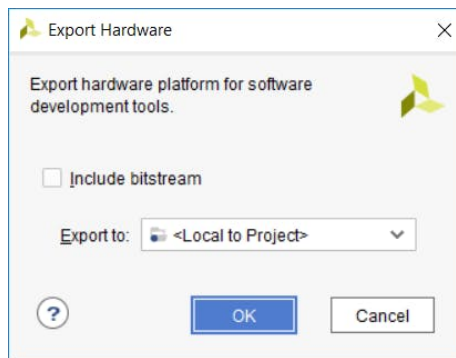 Export Hardware
Export hardware platform for software
development tools.
Include bitstream
Export to: <Local to Project>
?
OK Cancel